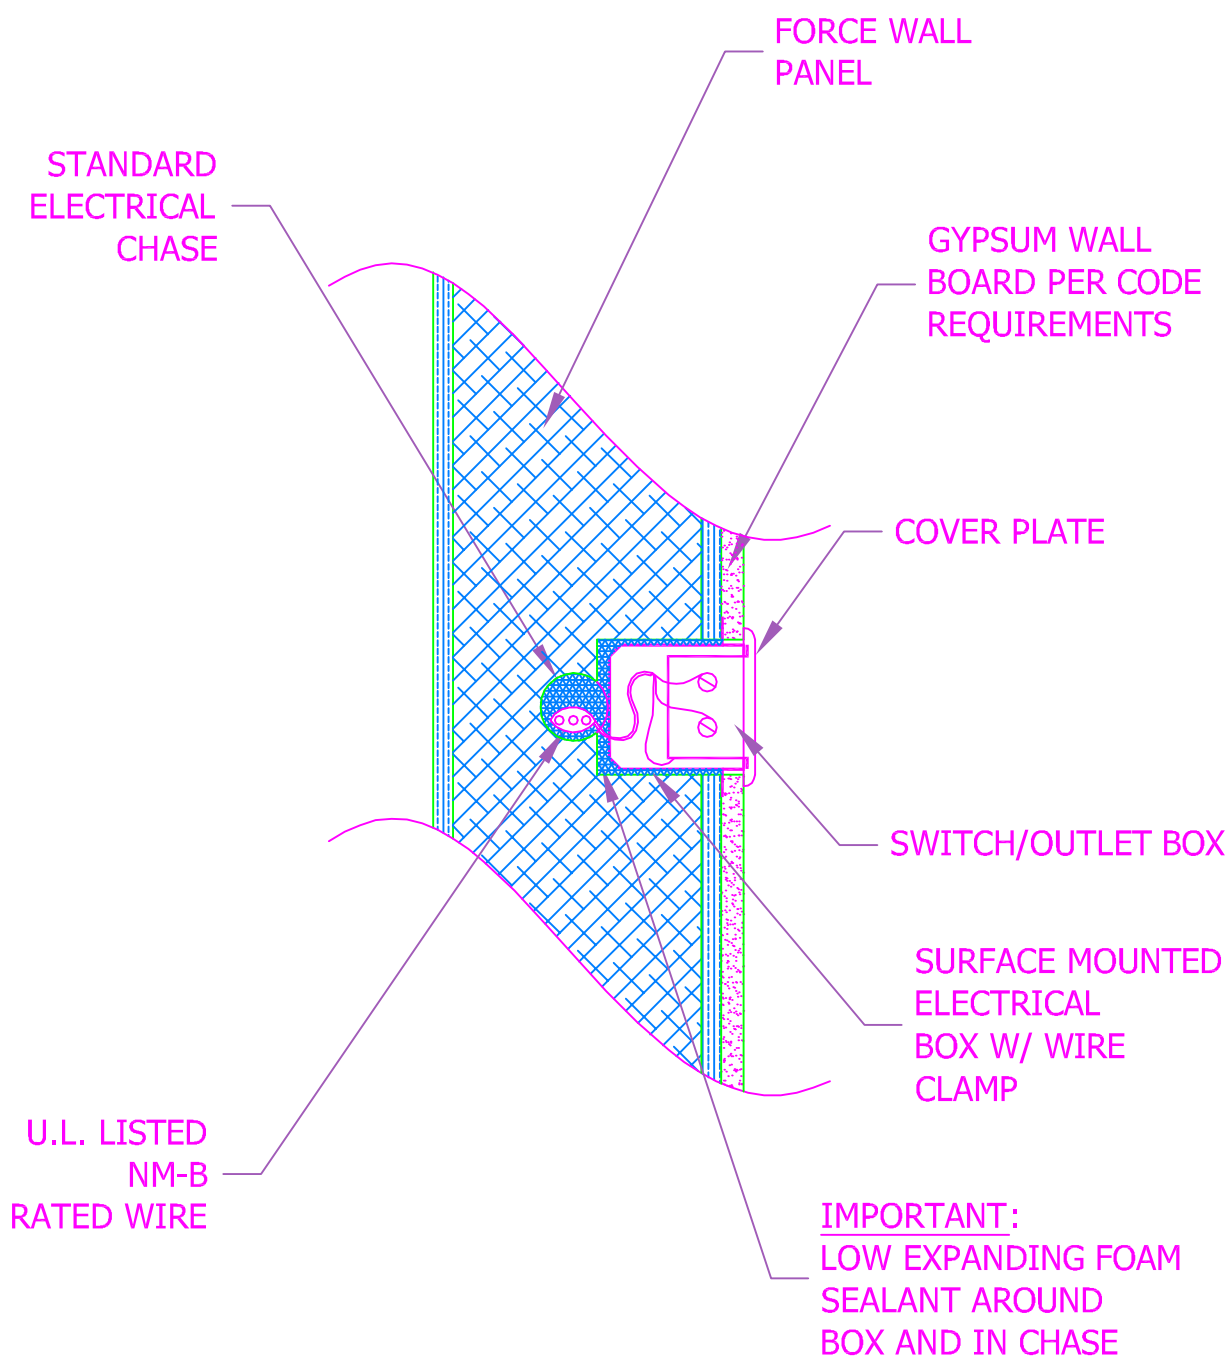 FORCE WALL
PANEL
STANDARD
ELECTRICAL
CHASE
GYPSUM WALL
BOARD PER CODE
REQUIREMENTS
COVER PLATE
SWITCH/OUTLET BOX
SURFACE MOUNTED
ELECTRICAL
BOX W/ WIRE
CLAMP
U.L. LISTED
NM-B
RATED WIRE
IMPORTANT:
LOW EXPANDING FOAM
SEALANT AROUND
BOX AND IN CHASE